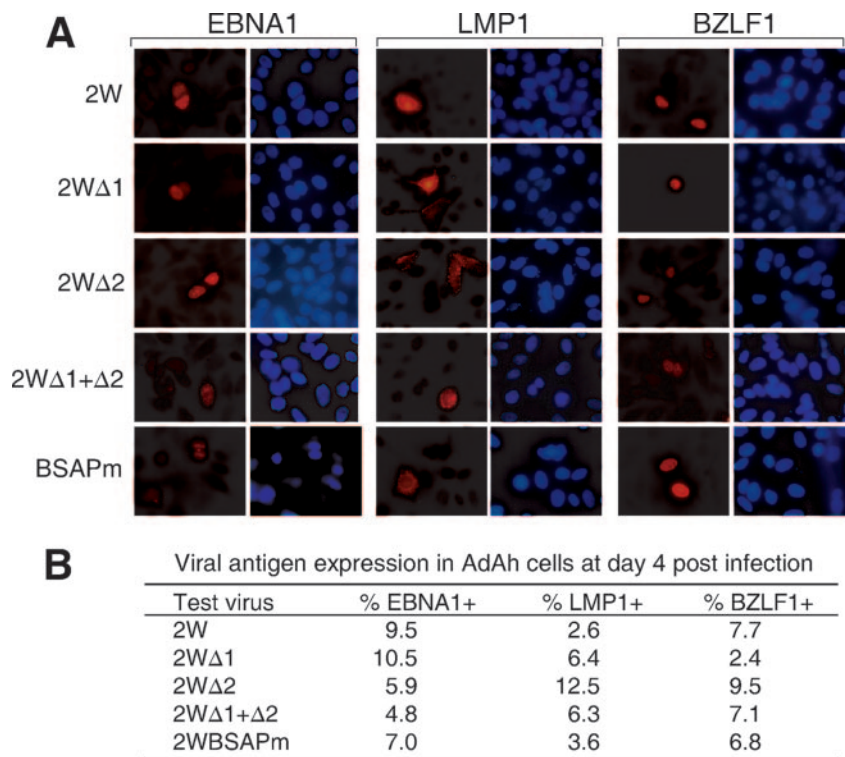 A
EBNA1 LMP1 BZLF1
2W
2WΔ1
2WΔ2
2WΔ1+Δ2
BSAPm
B
Viral antigen expression in AdAh cells at day 4 post infection
Test virus % EBNA1+ % LMP1+ % BZLF1+
2W 9.5 2.6 7.7
2WΔ1 10.5 6.4 2.4
2WΔ2 5.9 12.5 9.5
2WΔ1+Δ2 4.8 6.3 7.1
2WBSAPm 7.0 3.6 6.8